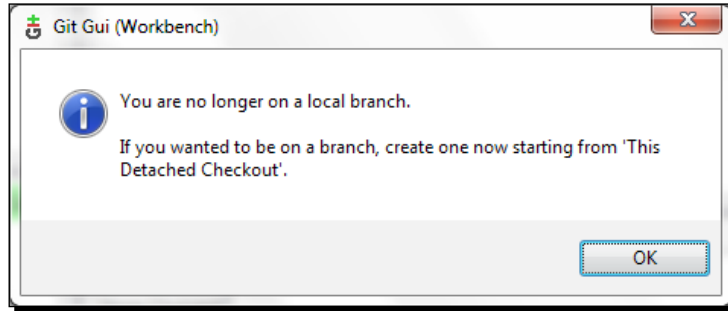 Git Gui (Workbench)
You are no longer on a local branch.
If you wanted to be on a branch, create one now starting from 'This
Detached Checkout'.
OK